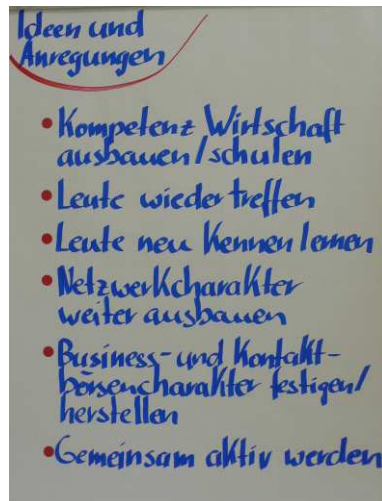 Ideen und
Anregungen
• Kompetenz Wirtschaft
ausbauen/schulen
• Leute wieder treffen
• Leute neu kennen lernen
• Netzwerkcharakter
weiter ausbauen
• Business- und Kontakt-
börsencharakter festigen/
herstellen
• Gemeinsam aktiv werden